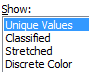 Show:
Unique Values
Classified
Stretched
Discrete Color